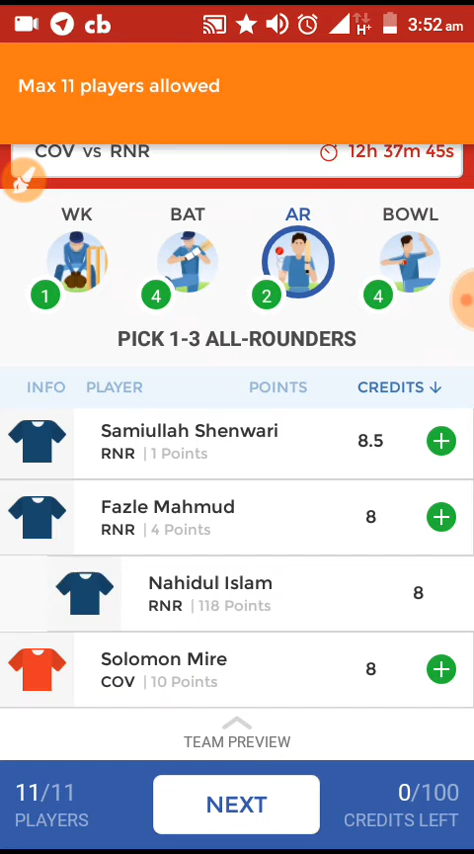 cb H+ 3:52 am
Max 11 players allowed
COV vs RNR 12h 37m 45s
WK BAT AR BOWL
1 4 2 4
PICK 1-3 ALL-ROUNDERS
INFO PLAYER POINTS CREDITS ↓
Samiullah Shenwari 8.5
RNR | 1 Points
Fazle Mahmud 8
RNR | 4 Points
Nahidul Islam 8
RNR | 118 Points
Solomon Mire 8
COV | 10 Points
TEAM PREVIEW
11/11 NEXT 0/100
PLAYERS CREDITS LEFT